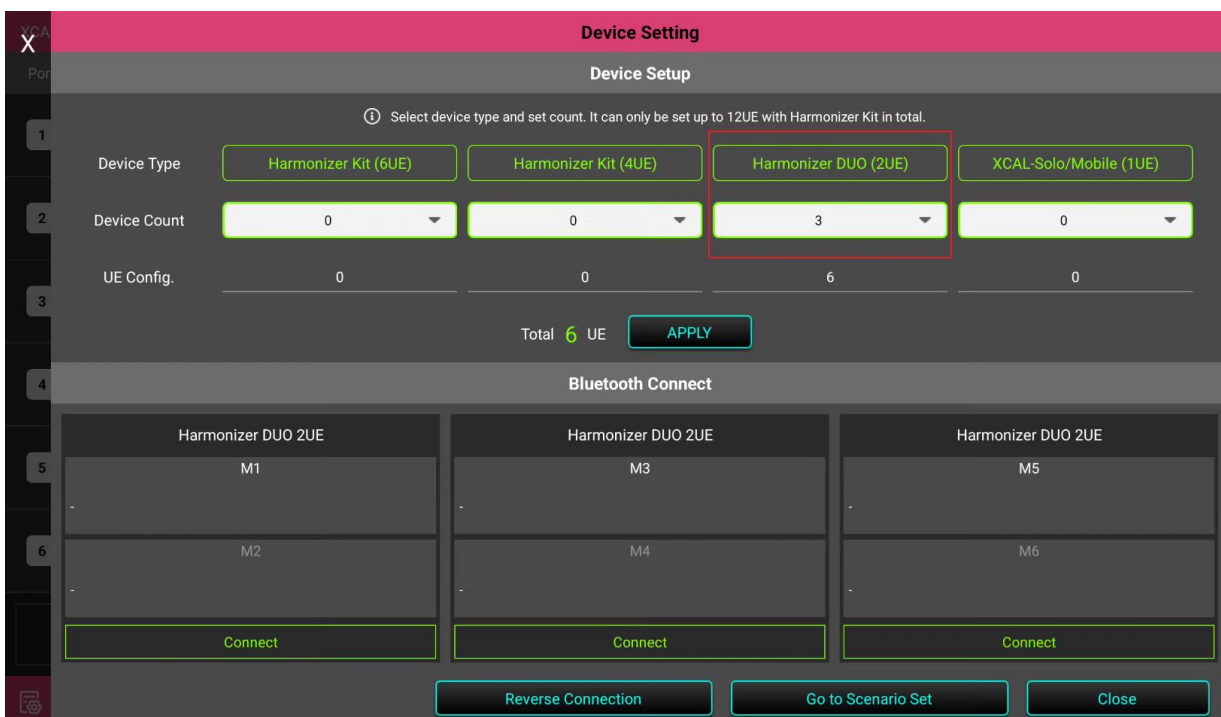 XCA
X
Device Setting
Por
Device Setup
Select device type and set count. It can only be set up to 12UE with Harmonizer Kit in total.
1
Device Type
Harmonizer Kit (6UE)
Harmonizer Kit (4UE)
Harmonizer DUO (2UE)
XCAL-Solo/Mobile (1UE)
2
Device Count
0
0
3
0
UE Config.
0
0
6
0
3
Total 6 UE
APPLY
4
Bluetooth Connect
Harmonizer DUO 2UE
Harmonizer DUO 2UE
Harmonizer DUO 2UE
5
M1
M3
M5
-
-
-
6
M2
M4
M6
-
-
-
Connect
Connect
Connect
Reverse Connection
Go to Scenario Set
Close